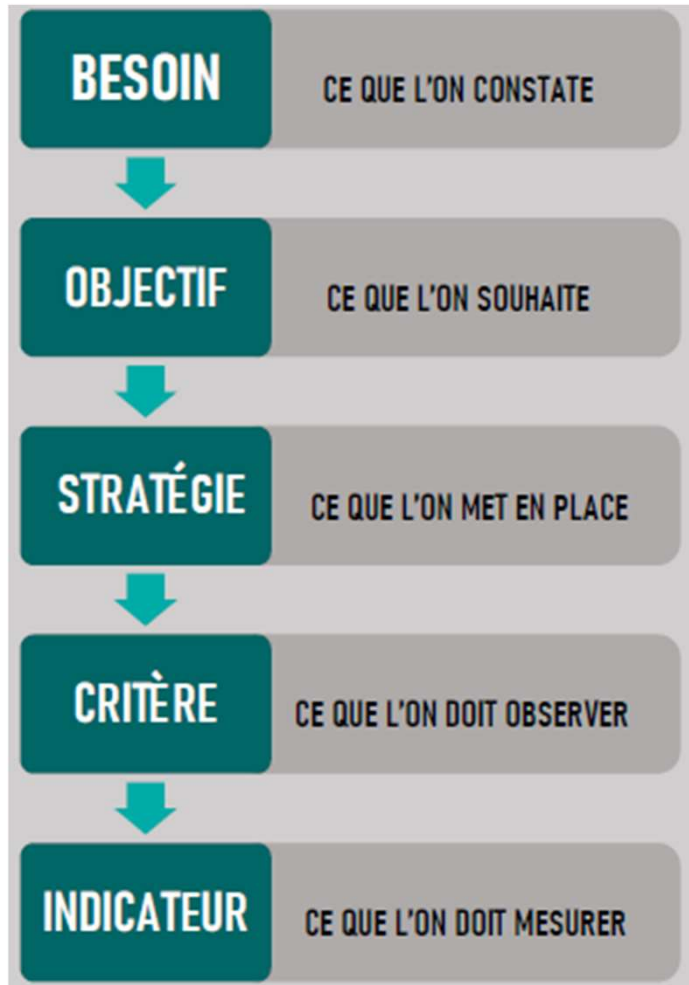 BESOIN
CE QUE L'ON CONSTATE
OBJECTIF
CE QUE L'ON SOUHAITE
STRATÉGIE
CE QUE L'ON MET EN PLACE
CRITÈRE
CE QUE L'ON DOIT OBSERVER
INDICATEUR
CE QUE L'ON DOIT MESURER